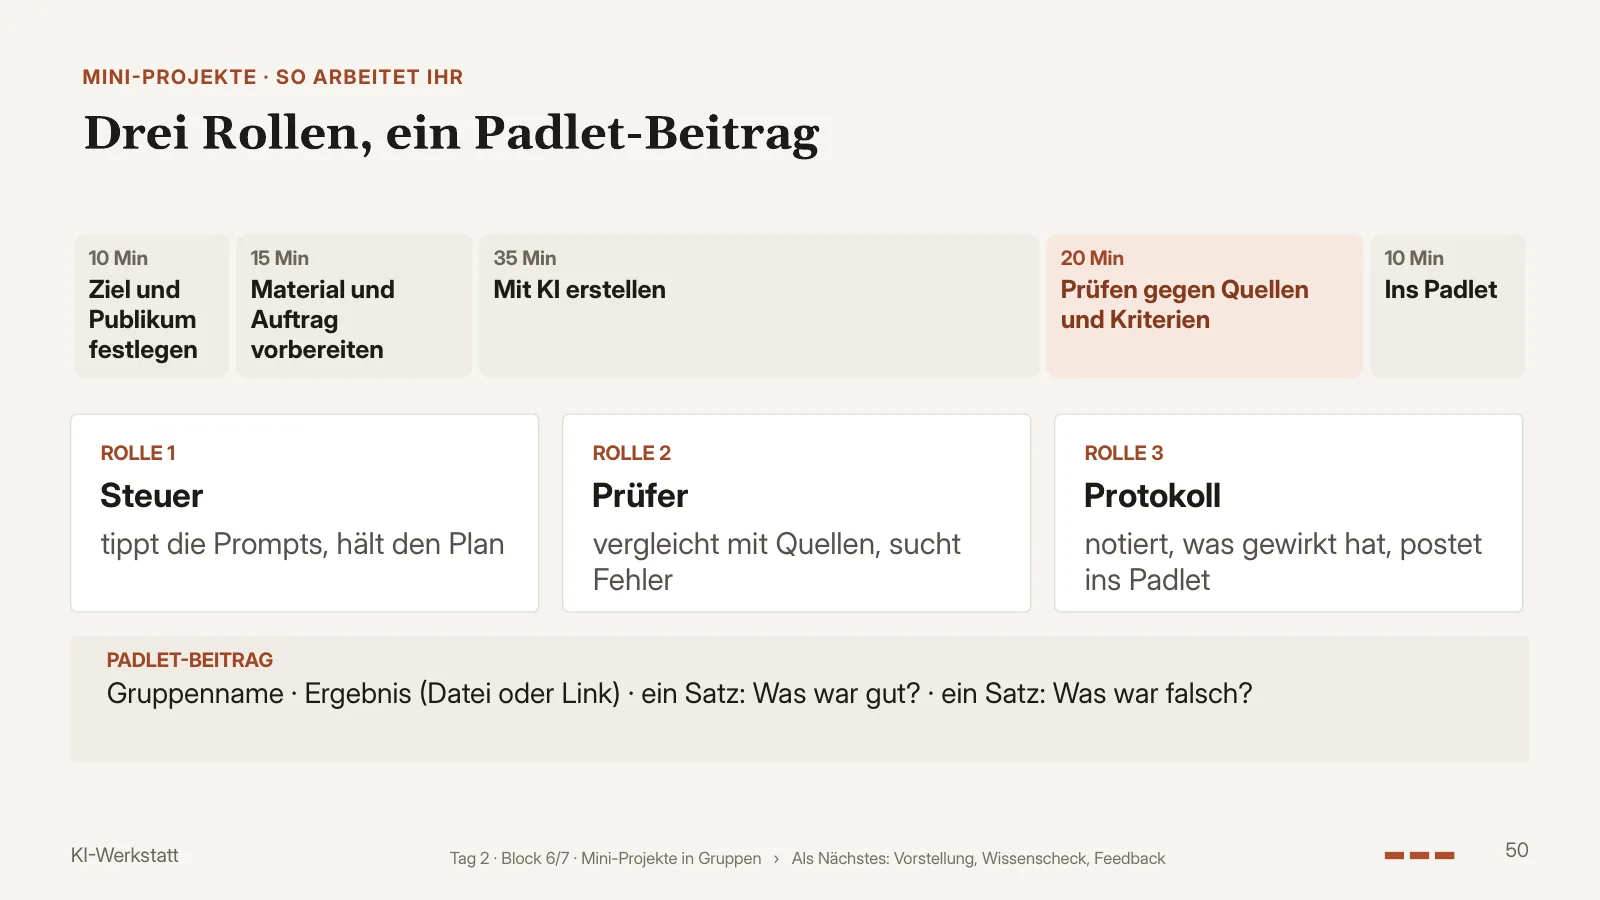 MINI-PROJEKTE · SO ARBEITET IHR
Drei Rollen, ein Padlet-Beitrag
10 Min
Ziel und
Publikum
festlegen
15 Min
Material und
Auftrag
vorbereiten
35 Min
Mit KI erstellen
20 Min
Prüfen gegen Quellen
und Kriterien
10 Min
Ins Padlet
ROLLE 1
Steuer
tippt die Prompts, hält den Plan
ROLLE 2
Prüfer
vergleicht mit Quellen, sucht
Fehler
ROLLE 3
Protokoll
notiert, was gewirkt hat, postet
ins Padlet
PADLET-BEITRAG
Gruppenname · Ergebnis (Datei oder Link) · ein Satz: Was war gut? · ein Satz: Was war falsch?
KI-Werkstatt
Tag 2 · Block 6/7 · Mini-Projekte in Gruppen › Als Nächstes: Vorstellung, Wissenscheck, Feedback
50